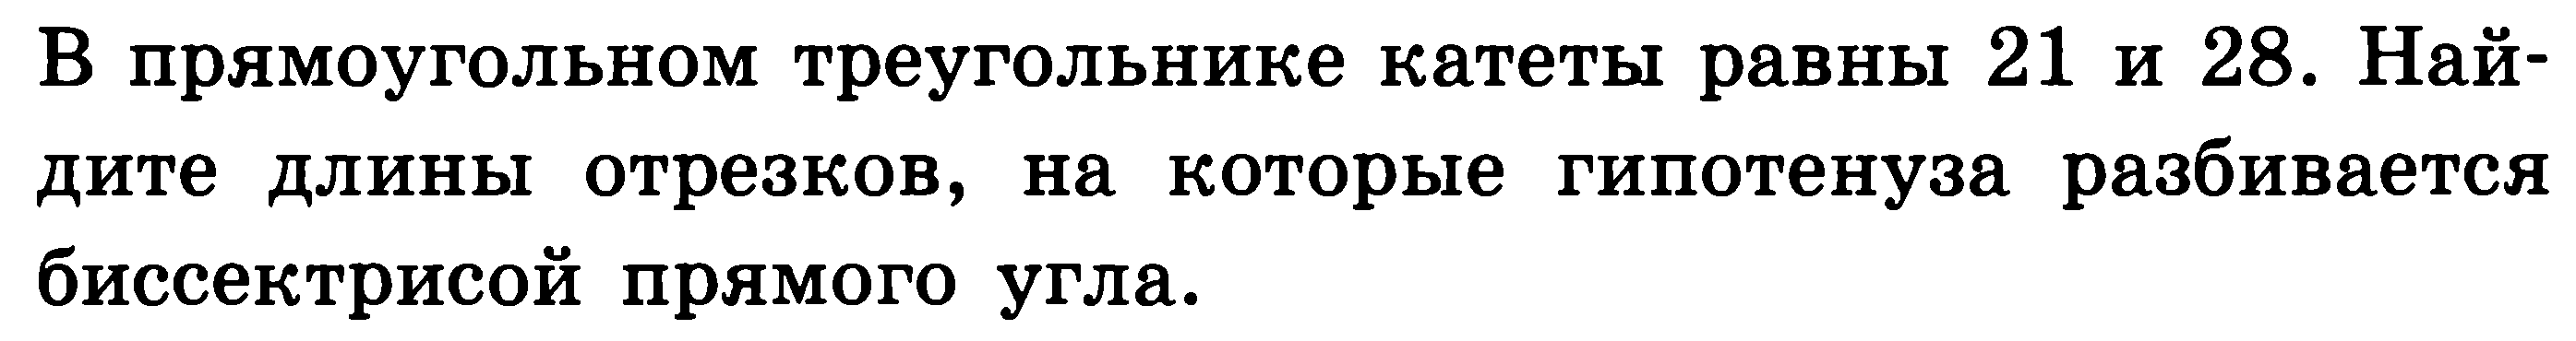 В прямоугольном треугольнике катеты равны 21 и 28. Най-
дите длины отрезков, на которые гипотенуза разбивается
биссектрисой прямого угла.